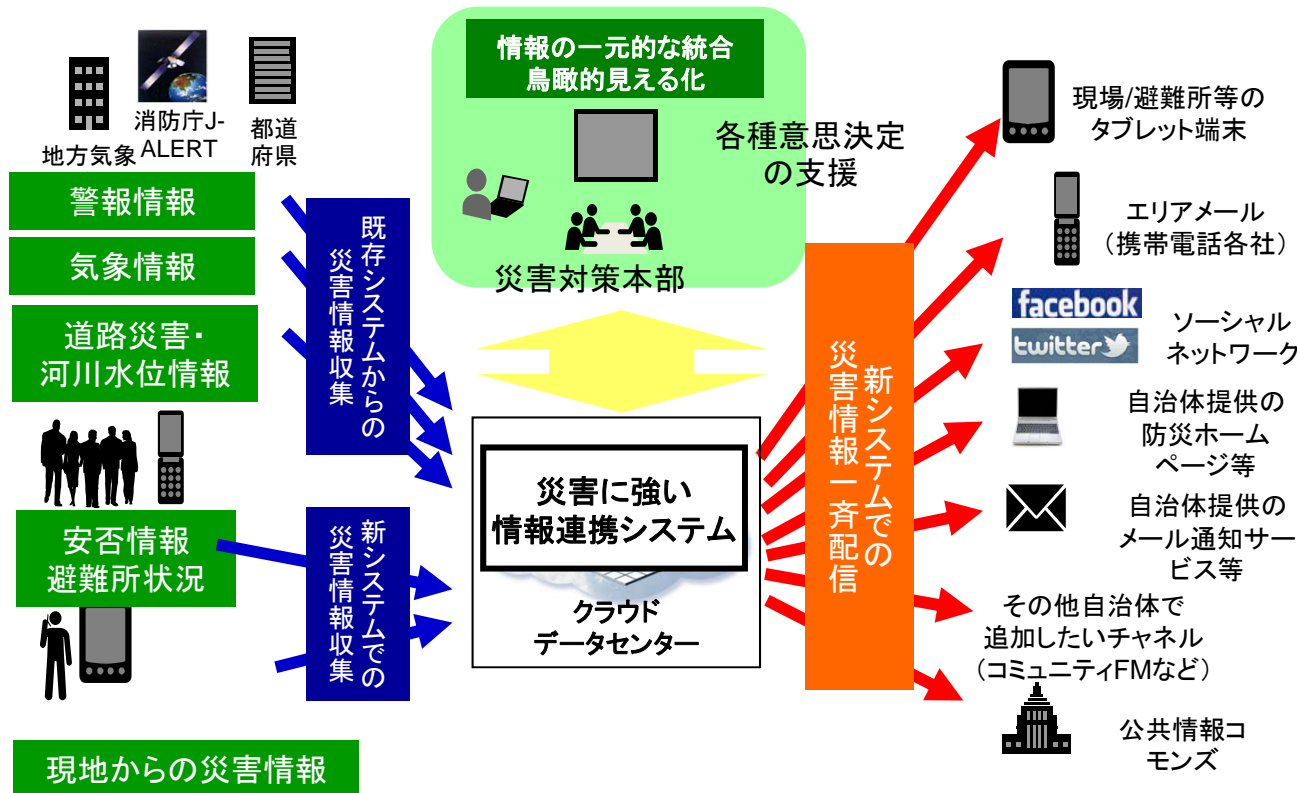 消防庁J-
ALERT
地方気象
都道
府県
警報情報
気象情報
道路災害・
河川水位情報
安否情報
避難所状況
現地からの災害情報
既存システムからの
災害情報収集
新システムでの
災害情報収集
情報の一元的な統合
鳥瞰的見える化
各種意思決定
の支援
災害対策本部
災害に強い
情報連携システム
クラウド
データセンター
新システムでの
災害情報一斉配信
現場/避難所等の
タブレット端末
エリアメール
（携帯電話各社）
facebook
twitter
ソーシャル
ネットワーク
自治体提供の
防災ホーム
ページ等
自治体提供の
メール通知サー
ビス等
その他自治体で
追加したいチャネル
（コミュニティFMなど）
公共情報コ
モンズ